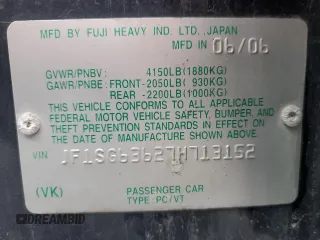 MFD BY FUJI HEAVY IND. LTD., JAPAN
MFD IN 06/06
GVWR/PNBV: 4150LB(1880KG)
GAWR/PNBE: FRONT-2050LB( 930KG)
REAR -2200LB(1000KG)
THIS VEHICLE CONFORMS TO ALL APPLICABLE
FEDERAL MOTOR VEHICLE SAFETY, BUMPER, AND
THEFT PREVENTION STANDARDS IN EFFECT ON THE
DATE OF MANUFACTURE SHOWN ABOVE.
VIN JF1SG63627H713152
PASSENGER CAR
(VK) TYPE: PC/VT
DREAMBID